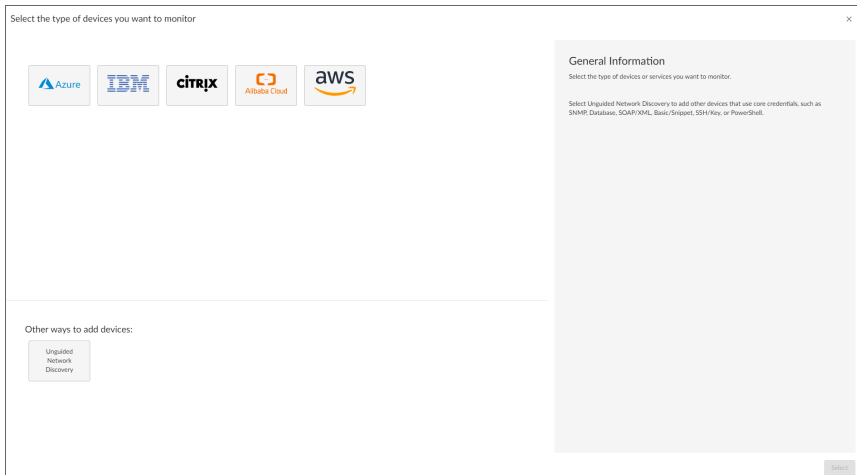 Select the type of devices you want to monitor
×
Azure
IBM
CİTRIX
Alibaba Cloud
aws
General Information
Select the type of devices or services you want to monitor.
Select Unguided Network Discovery to add other devices that use core credentials, such as
SNMP, Database, SOAP/XML, Basic/Snippet, SSH/Key, or PowerShell.
Other ways to add devices:
Unguided
Network
Discovery
Select